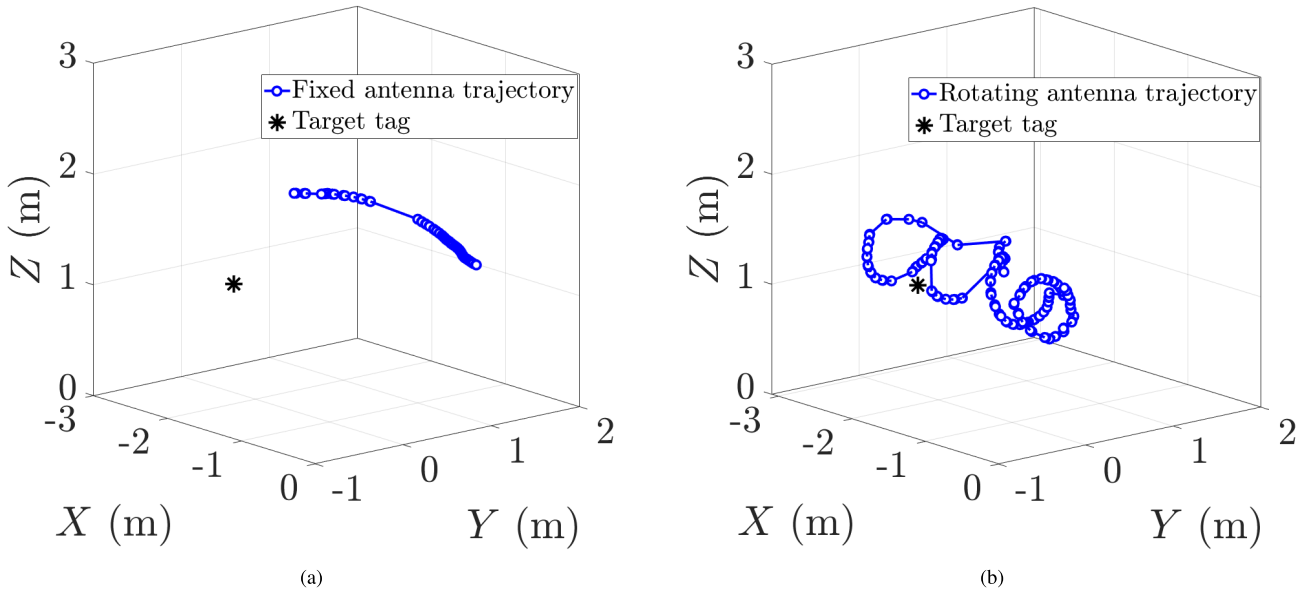 3
2
1
0
Z (m)
-3
-2
-1
0
X (m)
-1
0
1
2
Y (m)
Fixed antenna trajectory
Target tag
(a)
3
2
1
0
Z (m)
-3
-2
-1
0
X (m)
-1
0
1
2
Y (m)
Rotating antenna trajectory
Target tag
(b)